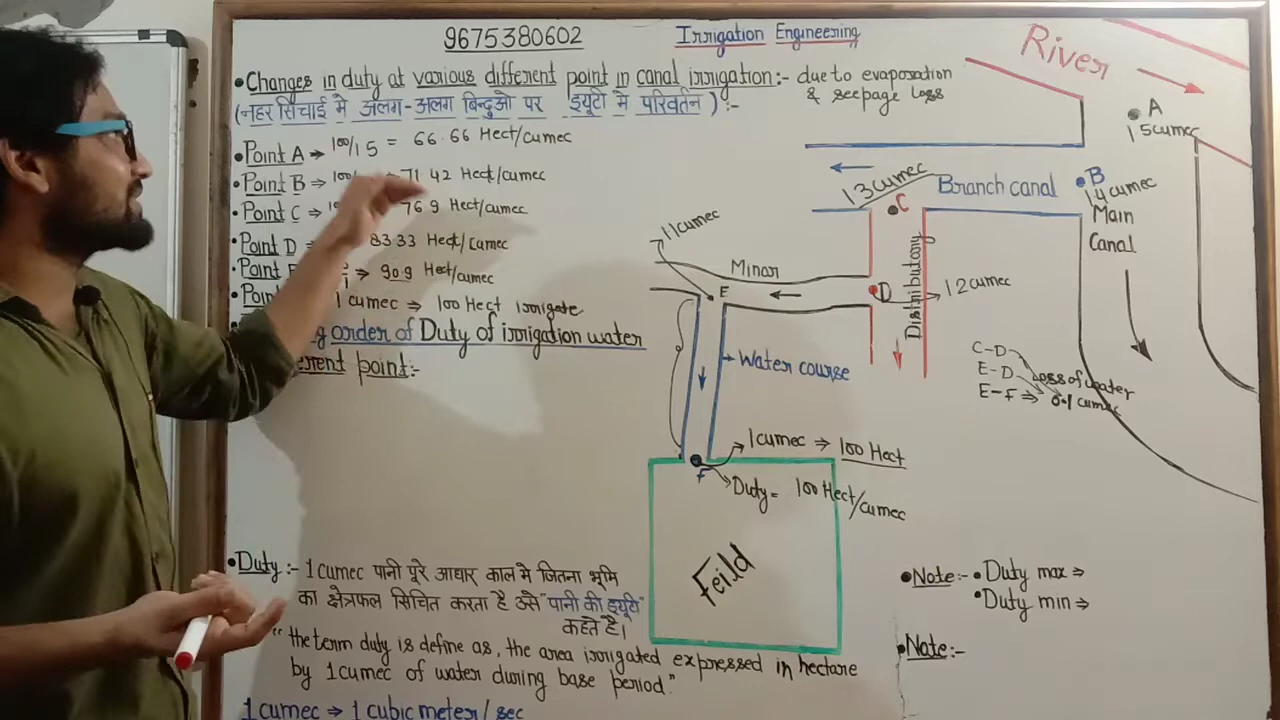 9675380602
Irrigation Engineering
• Changes in duty at various different point in canal irrigation:- due to evaporation
& seepage loss
(नहर सिंचाई मे अलग-अलग बिन्दुओ पर ड्यूटी मे परिवर्तन ):-
• Point A → 100/1.5 = 66.66 Hect/cumec
• Point B → 100/ 71.42 Hect/cumec
• Point C → 76.9 Hect/cumec
• Point D 83.33 Hect/cumec
• Point ⇒ 90.9 Hect/cumec
• Poin 1 cumec ⇒ 100 Hect irrigate
g order of Duty of irrigation water
erent point:-
River
A
1.5cumec
B
1.4 cumec
Main
Canal
Branch canal
1.3 cumec
C
1.1 cumec
Minor
E
D
Distributory
1.2 cumec
Water course
C-D
E-D
E-F ⇒
Loss of water
0.1 cumec
1 cumec ⇒ 100 Hect
F
Duty = 100 Hect/cumec
Feild
• Duty:- 1 cumec पानी पूरे आधार काल मे जितना भूमि
का क्षेत्रफल सिंचित करता है उसे "पानी की ड्यूटी"
कहते है।
"the term duty is define as, the area irrigated expressed in hectare
by 1 cumec of water during base period."
1 cumec ⇒ 1 cubic meter / sec
• Note:- • Duty max ⇒
• Duty min ⇒
• Note:-